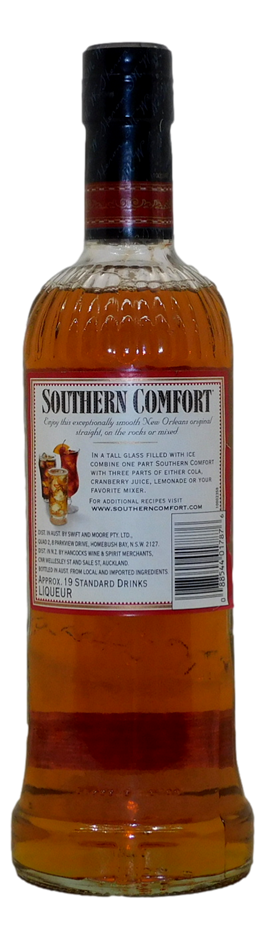 SOUTHERN COMFORT
Enjoy this exceptionally smooth New Orleans original
straight, on the rocks or mixed
IN A TALL GLASS FILLED WITH ICE
COMBINE ONE PART SOUTHERN COMFORT
WITH THREE PARTS OF EITHER COLA,
CRANBERRY JUICE, LEMONADE OR YOUR
FAVORITE MIXER.
FOR ADDITIONAL RECIPES VISIT
WWW.SOUTHERNCOMFORT.COM
DIST. IN AUST. BY SWIFT AND MOORE PTY. LTD.,
QUAD 2, 8 PARKVIEW DRIVE, HOMEBUSH BAY, N.S.W. 2127.
DIST. IN N.Z. BY HANCOCKS WINE & SPIRIT MERCHANTS,
CNR WELLESLEY ST AND SALE ST, AUCKLAND.
BOTTLED IN AUST. FROM LOCAL AND IMPORTED INGREDIENTS
APPROX. 19 STANDARD DRINKS
LIQUEUR